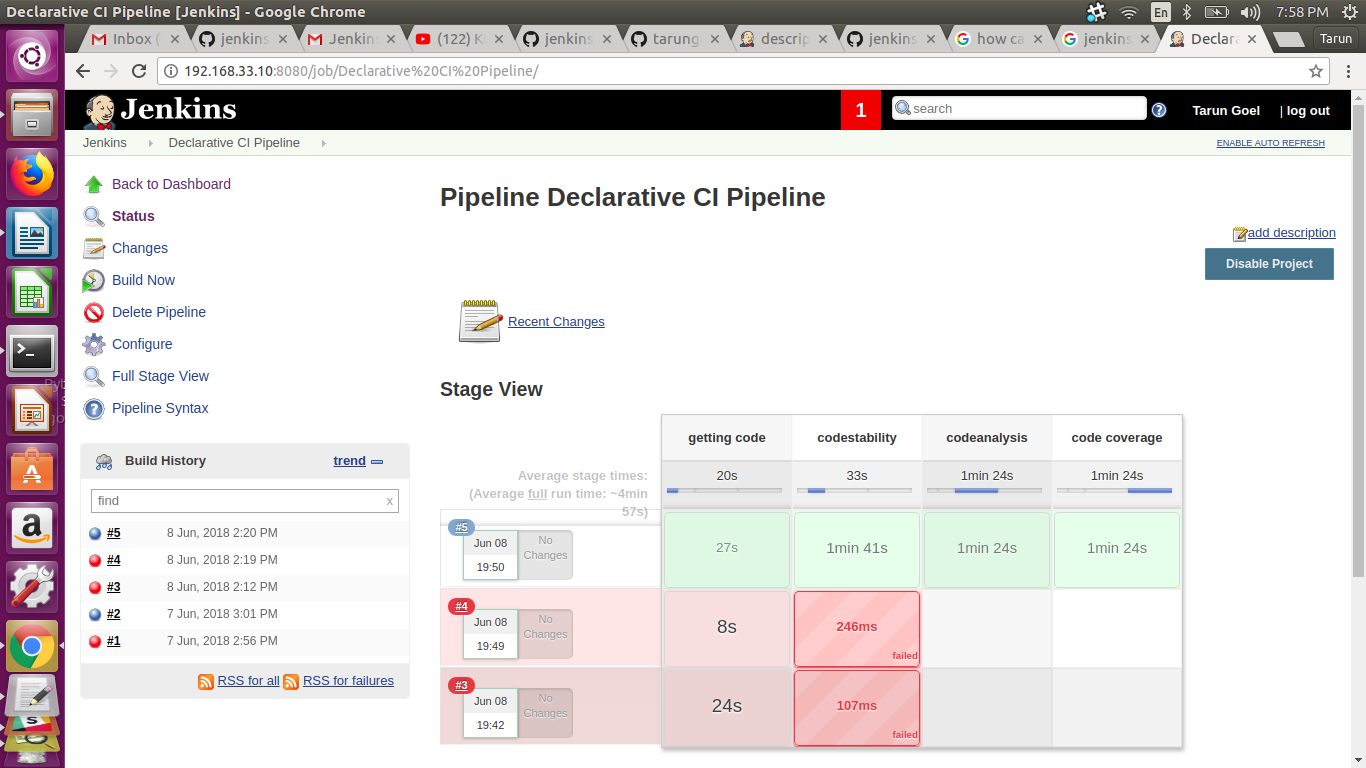 Declarative CI Pipeline [Jenkins] - Google Chrome
En
7:58 PM
Inbox (
jenkins
Jenkin
(122) K
jenkins
tarung
descrip
jenkins
how ca
jenkins
Declara
Tarun
192.168.33.10:8080/job/Declarative%20CI%20Pipeline/
Jenkins
1
search
Tarun Goel
| log out
Jenkins
Declarative CI Pipeline
ENABLE AUTO REFRESH
Back to Dashboard
Status
Changes
Build Now
Delete Pipeline
Configure
Full Stage View
Pipeline Syntax
Build History
trend
find
x
#5 8 Jun, 2018 2:20 PM
#4 8 Jun, 2018 2:19 PM
#3 8 Jun, 2018 2:12 PM
#2 7 Jun, 2018 3:01 PM
#1 7 Jun, 2018 2:56 PM
RSS for all RSS for failures
Pipeline Declarative CI Pipeline
add description
Disable Project
Recent Changes
Stage View
getting code codestability codeanalysis code coverage
Average stage times:
(Average full run time: ~4min
57s)
20s 33s 1min 24s 1min 24s
#5
Jun 08
19:50
No
Changes
27s 1min 41s 1min 24s 1min 24s
#4
Jun 08
19:49
No
Changes
8s 246ms
failed
#3
Jun 08
19:42
No
Changes
24s 107ms
failed